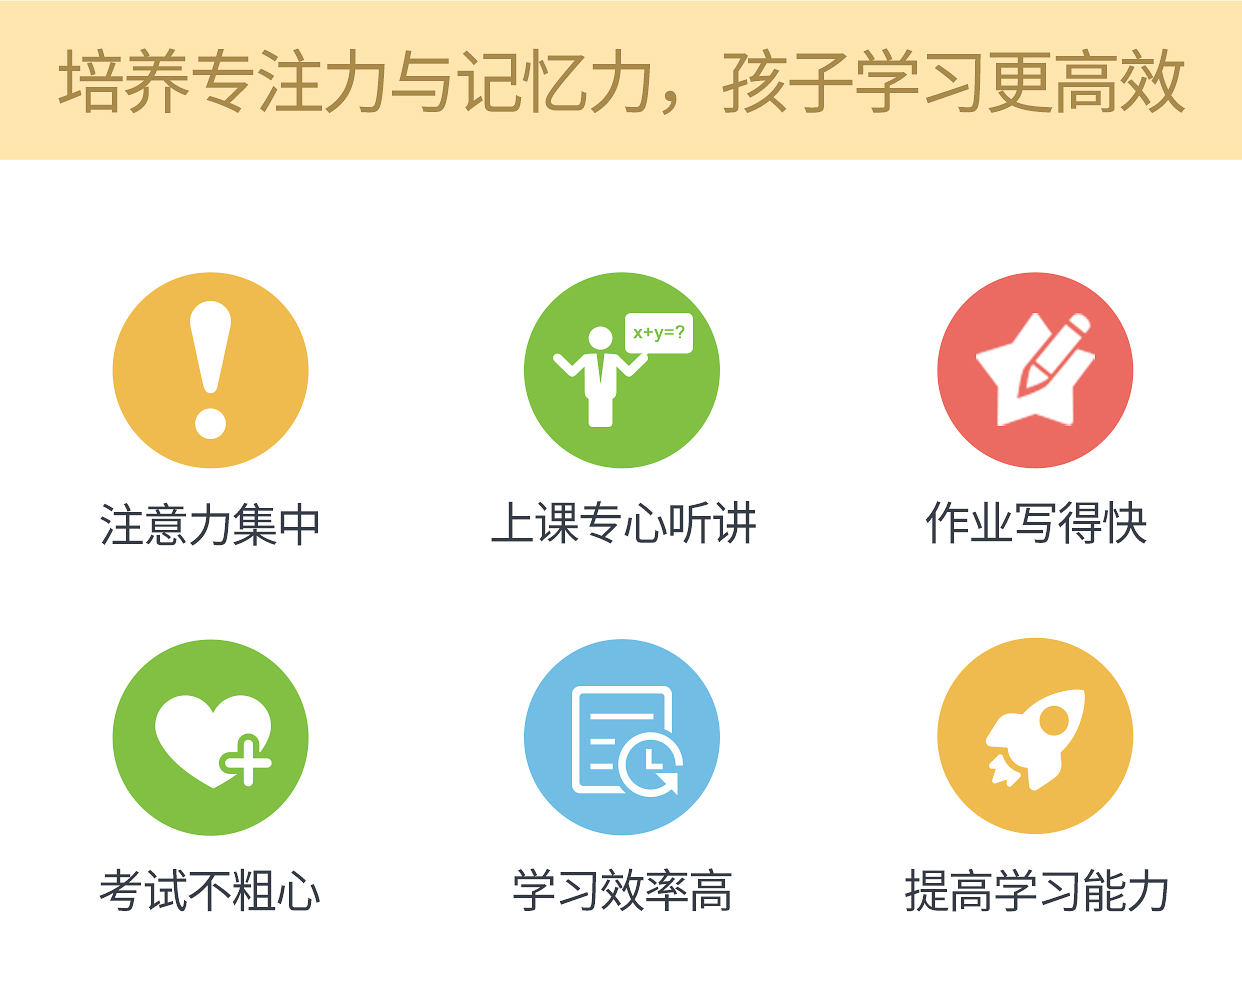 培养专注力与记忆力，孩子学习更高效
x+y=?
注意力集中
上课专心听讲
作业写得快
考试不粗心
学习效率高
提高学习能力